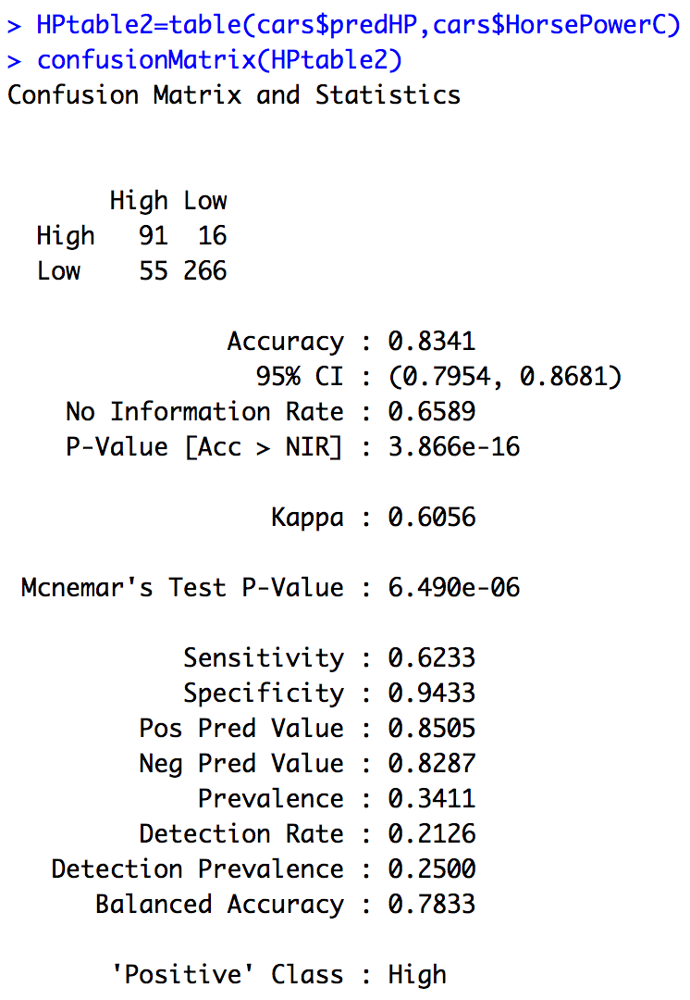 > HPtable2=table(cars$predHP,cars$HorsePowerC)
> confusionMatrix(HPtable2)
Confusion Matrix and Statistics
High Low
High 91 16
Low 55 266
Accuracy : 0.8341
95% CI : (0.7954, 0.8681)
No Information Rate : 0.6589
P-Value [Acc > NIR] : 3.866e-16
Kappa : 0.6056
Mcnemar's Test P-Value : 6.490e-06
Sensitivity : 0.6233
Specificity : 0.9433
Pos Pred Value : 0.8505
Neg Pred Value : 0.8287
Prevalence : 0.3411
Detection Rate : 0.2126
Detection Prevalence : 0.2500
Balanced Accuracy : 0.7833
'Positive' Class : High